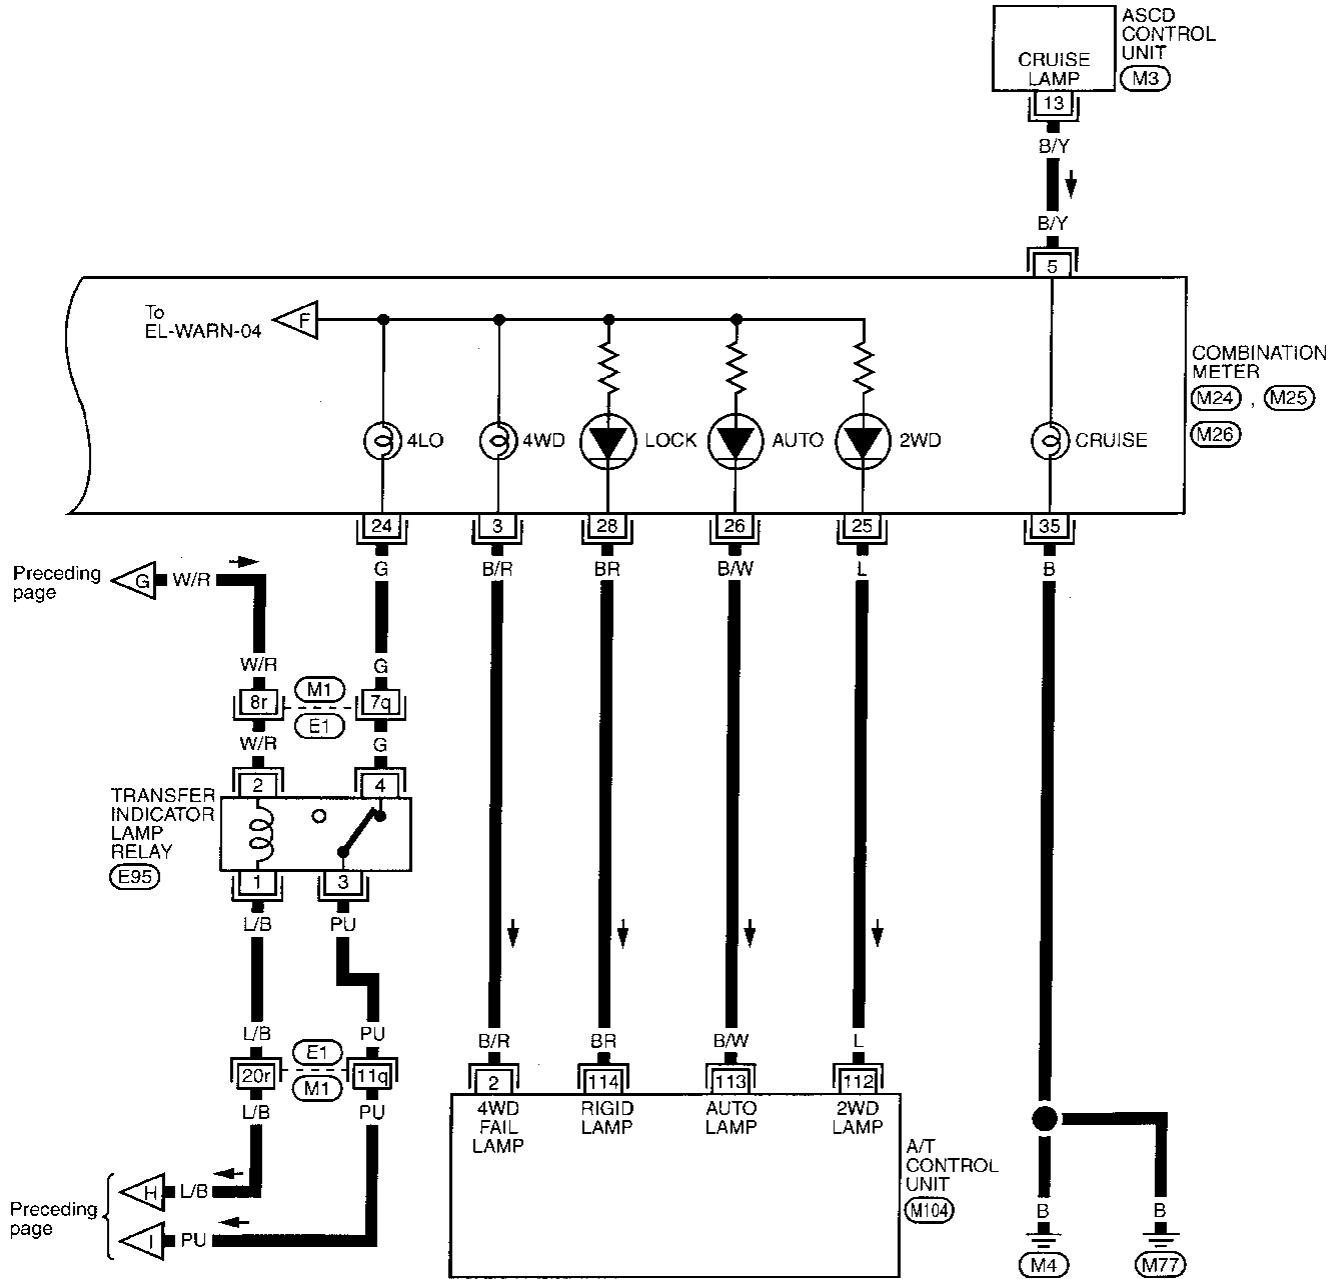 ASCD
CONTROL
UNIT
M3
CRUISE
LAMP
13
B/Y
B/Y
5
To
EL-WARN-04
F
COMBINATION
METER
M24 , M25
M26
4LO
4WD
LOCK
AUTO
2WD
CRUISE
24
3
28
26
25
35
G
B/R
BR
B/W
L
B
Preceding
page
G
W/R
W/R
G
8r
M1
7q
E1
W/R
G
2
4
TRANSFER
INDICATOR
LAMP
RELAY
E95
1
3
L/B
PU
L/B
PU
B/R
BR
B/W
L
20r
E1
11q
M1
L/B
PU
2
114
113
112
4WD
FAIL
LAMP
RIGID
LAMP
AUTO
LAMP
2WD
LAMP
A/T
CONTROL
UNIT
M104
Preceding
page
H
L/B
I
PU
B
B
M4
M77